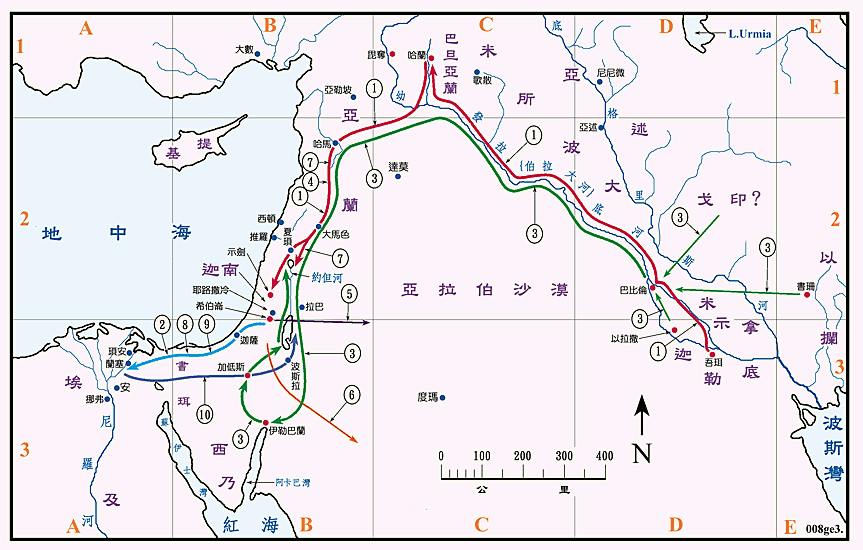 A
B
C
D
E
1
大數
毘奪
哈蘭
巴旦亞蘭
米所波大
歌散
底格里斯河
L.Urmia
亞述
尼尼微
亞述
1
亞勒坡
幼發拉底河
{伯拉大河}
①
亞蘭
哈馬
⑦
④
③
達莫
①
①
③
戈印?
③
基提
2
地中海
西頓
推羅
夏瑣
大馬色
⑦
示劍
迦南
約但河
耶路撒冷
希伯崙
拉巴
⑤
亞拉伯沙漠
③
2
以攔
書珊
巴比倫
米
示拿
③
以拉撒
①
迦勒底
吾珥
②
⑧
⑨
迦薩
瑣安
蘭塞
書珥
加低斯
波斯拉
③
3
埃及
安
挪弗
⑩
⑥
度瑪
尼羅河
③
伊勒巴蘭
西乃
蘇伊士灣
阿卡巴灣
3
N
0 100 200 300 400
公里
波斯灣
3
A
紅海
B
C
D
E
008ge3.